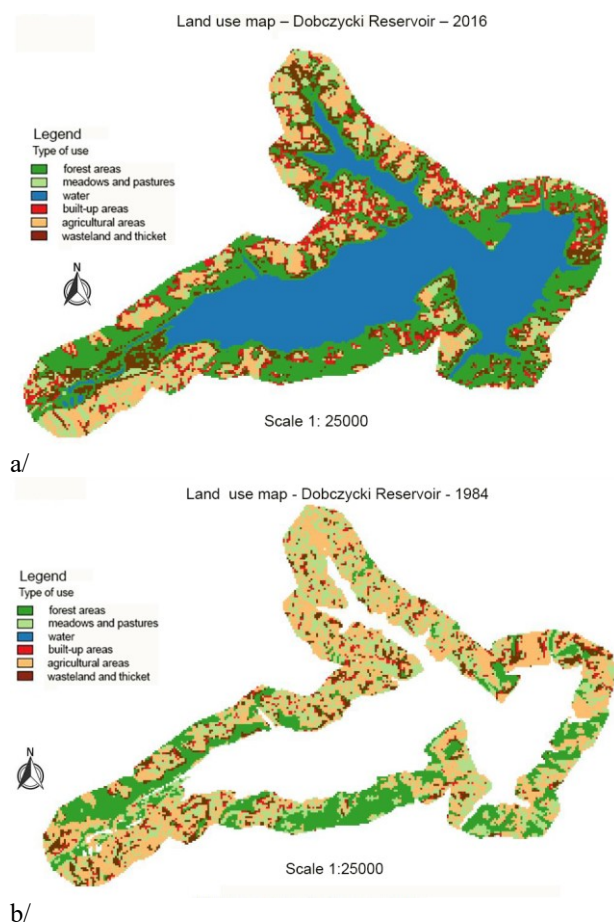 Land use map – Dobczycki Reservoir – 2016
Legend
Type of use
forest areas
meadows and pastures
water
built-up areas
agricultural areas
wasteland and thicket
N
Scale 1: 25000
a/
Land use map - Dobczycki Reservoir - 1984
Legend
Type of use
forest areas
meadows and pastures
water
built-up areas
agricultural areas
wasteland and thicket
N
Scale 1:25000
b/